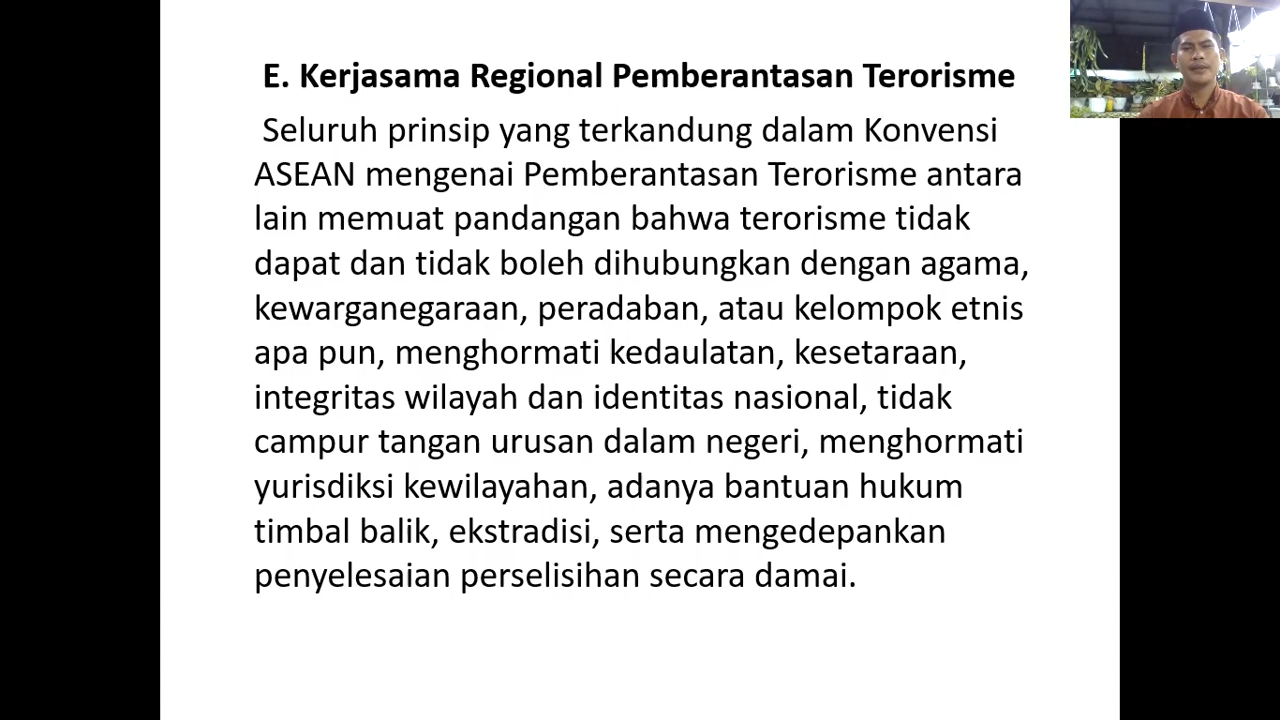 E. Kerjasama Regional Pemberantasan Terorisme
Seluruh prinsip yang terkandung dalam Konvensi
ASEAN mengenai Pemberantasan Terorisme antara
lain memuat pandangan bahwa terorisme tidak
dapat dan tidak boleh dihubungkan dengan agama,
kewarganegaraan, peradaban, atau kelompok etnis
apa pun, menghormati kedaulatan, kesetaraan,
integritas wilayah dan identitas nasional, tidak
campur tangan urusan dalam negeri, menghormati
yurisdiksi kewilayahan, adanya bantuan hukum
timbal balik, ekstradisi, serta mengedepankan
penyelesaian perselisihan secara damai.